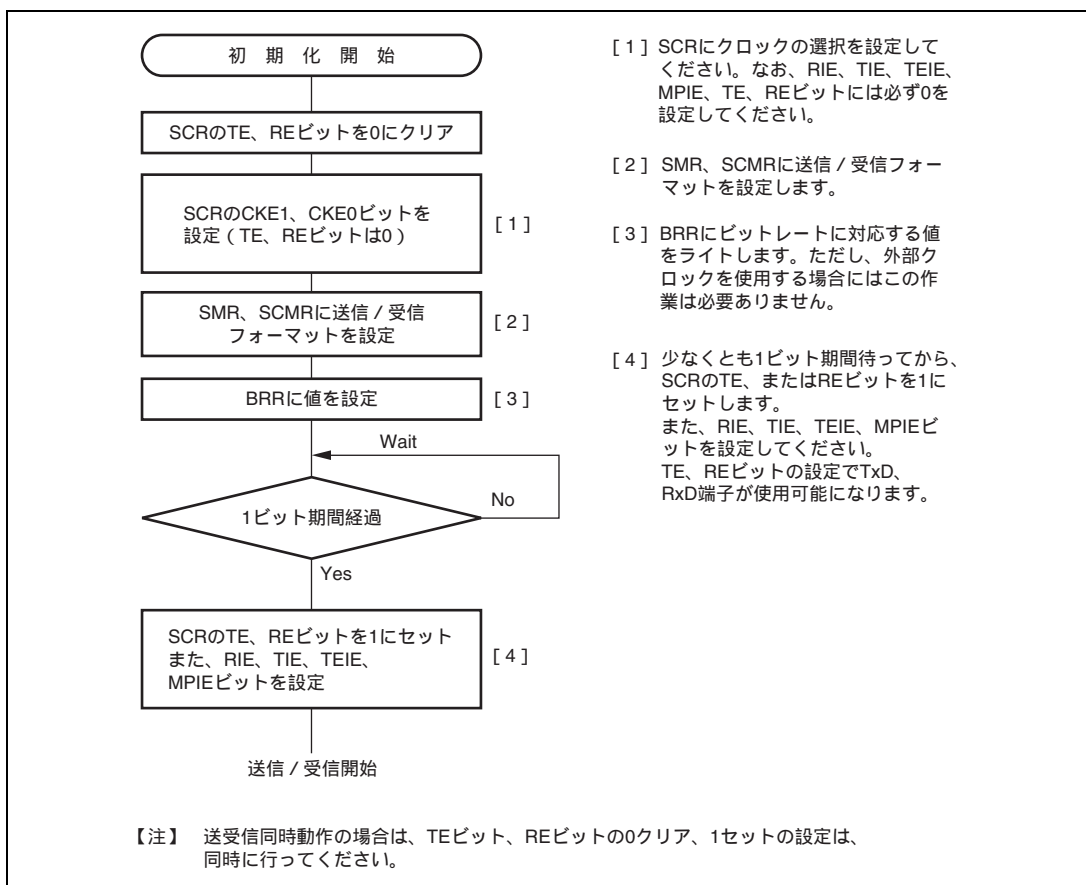 初 期 化 開 始
SCRのTE、REビットを0にクリア
SCRのCKE1、CKE0ビットを
設定（TE、REビットは0）
[ 1 ]
SMR、SCMRに送信 / 受信
フォーマットを設定
[ 2 ]
BRRに値を設定
[ 3 ]
Wait
No
1ビット期間経過
Yes
SCRのTE、REビットを1にセット
また、RIE、TIE、TEIE、
MPIEビットを設定
[ 4 ]
送信 / 受信開始
[ 1 ] SCRにクロックの選択を設定して
ください。なお、RIE、TIE、TEIE、
MPIE、TE、REビットには必ず0を
設定してください。
[ 2 ] SMR、SCMRに送信 / 受信フォー
マットを設定します。
[ 3 ] BRRにビットレートに対応する値
をライトします。ただし、外部ク
ロックを使用する場合にはこの作
業は必要ありません。
[ 4 ] 少なくとも1ビット期間待ってから、
SCRのTE、またはREビットを1に
セットします。
また、RIE、TIE、TEIE、MPIEビ
ットを設定してください。
TE、REビットの設定でTxD、
RxD端子が使用可能になります。
【注】 送受信同時動作の場合は、TEビット、REビットの0クリア、1セットの設定は、
同時に行ってください。